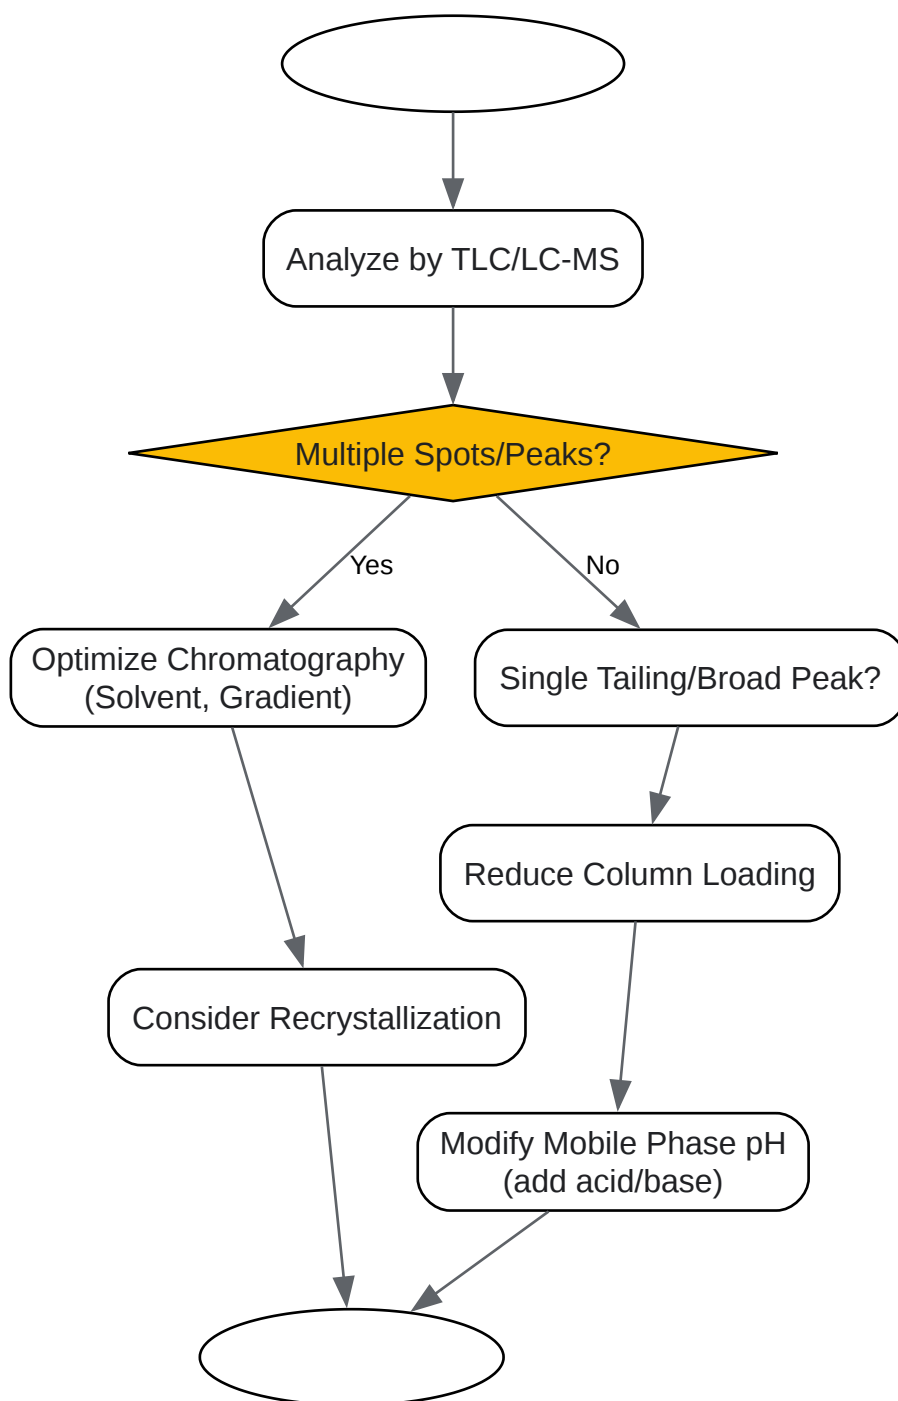 Analyze by TLC/LC-MS
Multiple Spots/Peaks?
Yes
No
Optimize Chromatography
(Solvent, Gradient)
Single Tailing/Broad Peak?
Reduce Column Loading
Consider Recrystallization
Modify Mobile Phase pH
(add acid/base)